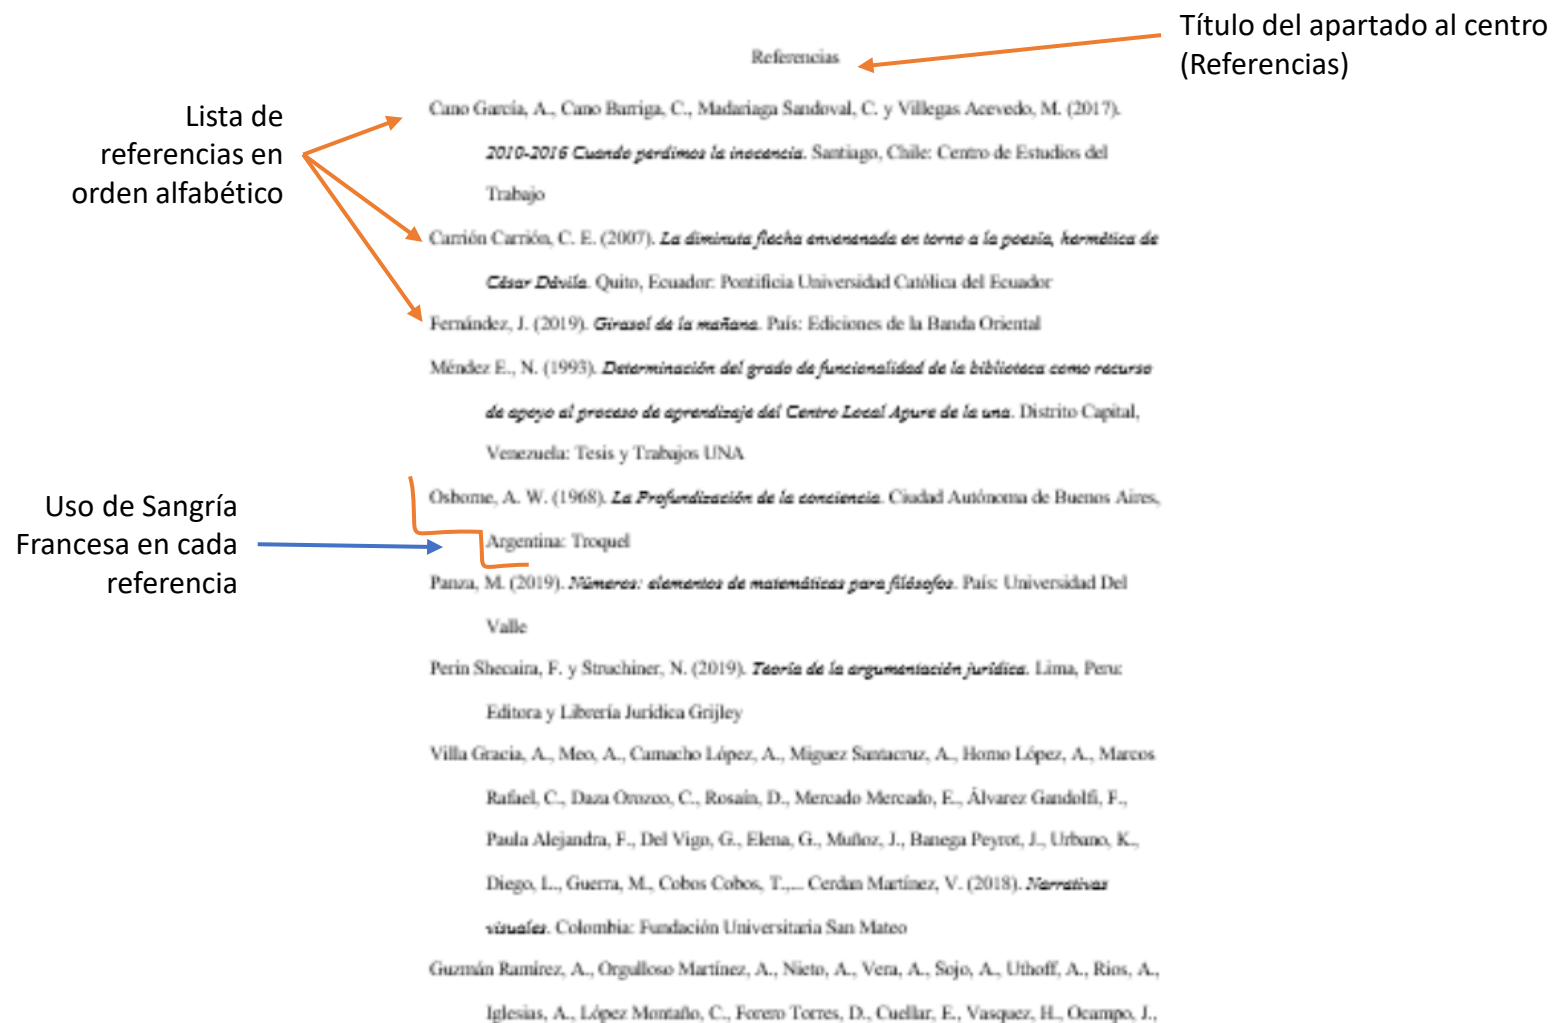 Título del apartado al centro
(Referencias)
Referencias
Lista de
referencias en
orden alfabético
Cano García, A., Cano Barriga, C., Madariaga Sandoval, C. y Villegas Acevedo, M. (2017).
2010-2016 Cuando perdimos la inocencia. Santiago, Chile: Centro de Estudios del
Trabajo
Carrión Carrión, C. E. (2007). La diminuta flecha envenenada en torno a la poesía, hermética de
César Dávila. Quito, Ecuador: Pontificia Universidad Católica del Ecuador
Fernández, J. (2019). Girasol de la mañana. País: Ediciones de la Banda Oriental
Méndez E., N. (1993). Determinación del grado de funcionalidad de la biblioteca como recurso
de apoyo al proceso de aprendizaje del Centro Local Apure de la una. Distrito Capital,
Venezuela: Tesis y Trabajos UNA
Uso de Sangría
Francesa en cada
referencia
Osborne, A. W. (1968). La Profundización de la conciencia. Ciudad Autónoma de Buenos Aires,
Argentina: Troquel
Panza, M. (2019). Números: elementos de matemáticas para filósofos. País: Universidad Del
Valle
Perin Shecaira, F. y Struchiner, N. (2019). Teoría de la argumentación jurídica. Lima, Peru:
Editora y Librería Jurídica Grijley
Villa Gracia, A., Meo, A., Camacho López, A., Miguez Santacruz, A., Homo López, A., Marcos
Rafael, C., Daza Orozco, C., Rosaín, D., Mercado Mercado, E., Álvarez Gandolfi, F.,
Paula Alejandra, F., Del Vigo, G., Elena, G., Muñoz, J., Banega Peyrot, J., Urbano, K.,
Diego, L., Guerra, M., Cobos Cobos, T.,... Cerdan Martínez, V. (2018). Narrativas
visuales. Colombia: Fundación Universitaria San Mateo
Guzmán Ramírez, A., Orgulloso Martínez, A., Nieto, A., Vera, A., Sojo, A., Uthoff, A., Rios, A.,
Iglesias, A., López Montaño, C., Forero Torres, D., Cuellar, E., Vasquez, H., Ocampo, J.,